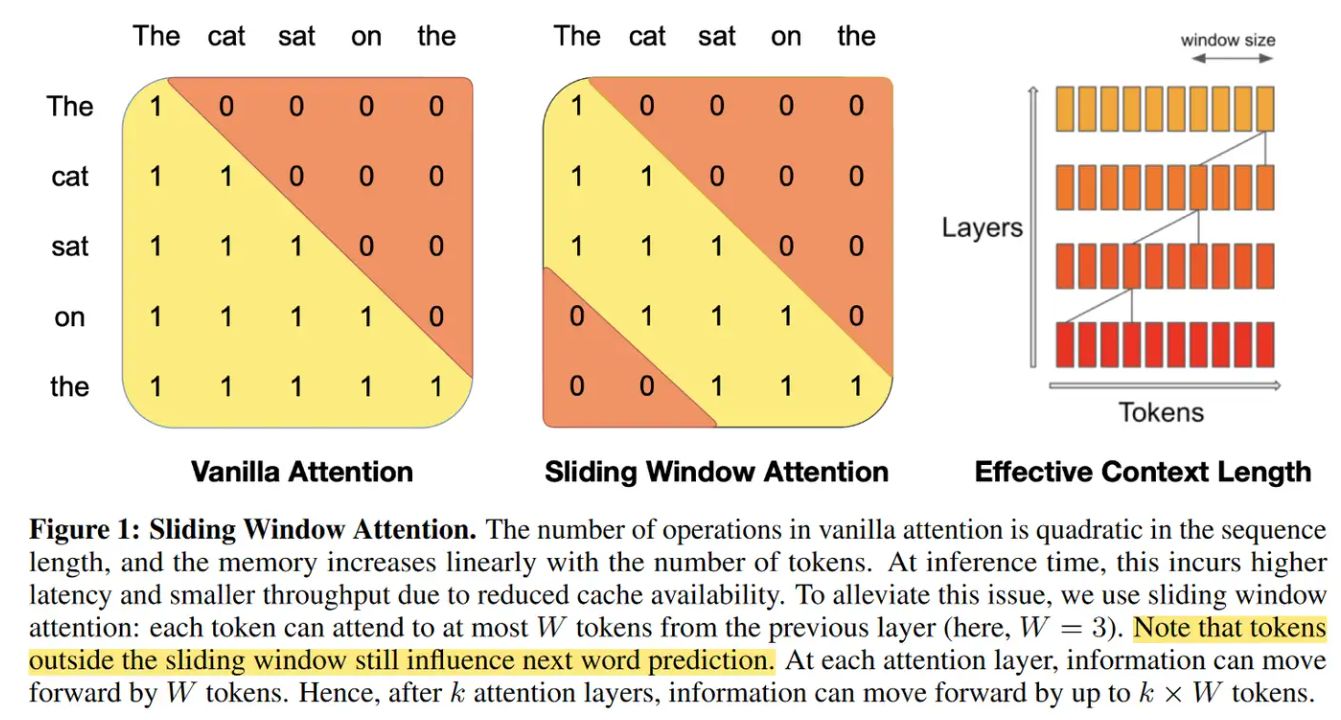 The cat sat on the
The 1 0 0 0 0
cat 1 1 0 0 0
sat 1 1 1 0 0
on 1 1 1 1 0
the 1 1 1 1 1
Vanilla Attention
The cat sat on the
1 0 0 0 0
1 1 0 0 0
1 1 1 0 0
0 1 1 1 0
0 0 1 1 1
Sliding Window Attention
window size
Layers
Tokens
Effective Context Length
Figure 1: Sliding Window Attention. The number of operations in vanilla attention is quadratic in the sequence
length, and the memory increases linearly with the number of tokens. At inference time, this incurs higher
latency and smaller throughput due to reduced cache availability. To alleviate this issue, we use sliding window
attention: each token can attend to at most W tokens from the previous layer (here, W = 3). Note that tokens
outside the sliding window still influence next word prediction. At each attention layer, information can move
forward by W tokens. Hence, after k attention layers, information can move forward by up to k × W tokens.